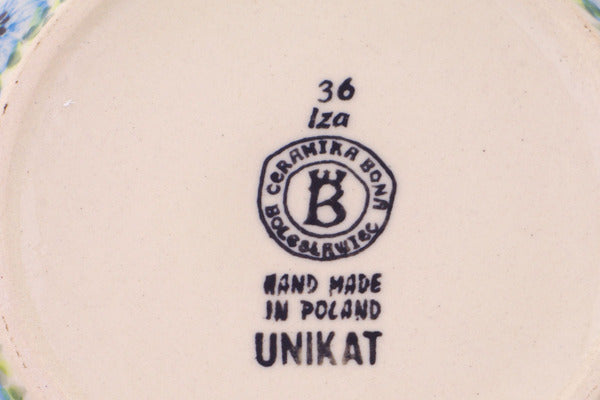 36
Iza
CERAMIKA BONA
B
BOLESŁAWIEC
HAND MADE
IN POLAND
UNIKAT